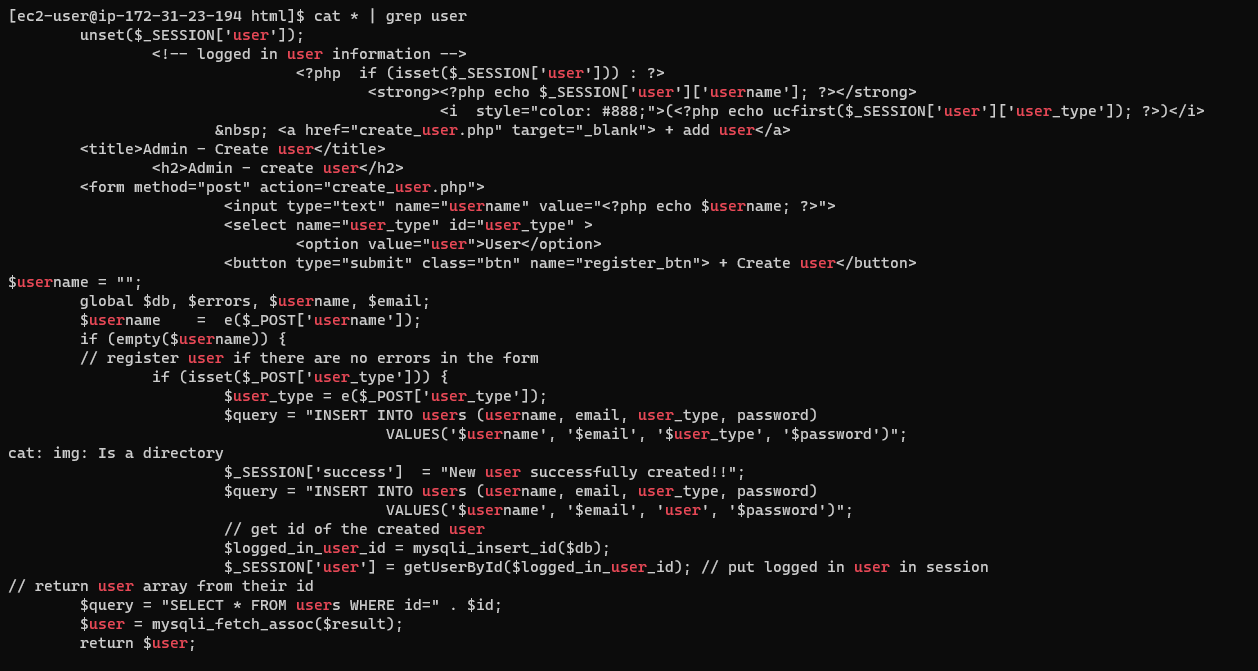 [ec2-user@ip-172-31-23-194 html]$ cat * | grep user
        unset($_SESSION['user']);
                <!-- logged in user information -->
                                <?php  if (isset($_SESSION['user'])) : ?>
                                        <strong><?php echo $_SESSION['user']['username']; ?></strong>
                                                <i  style="color: #888;">(<?php echo ucfirst($_SESSION['user']['user_type']); ?>)</i>
                       &nbsp; <a href="create_user.php" target="_blank"> + add user</a>
        <title>Admin - Create user</title>
                <h2>Admin - create user</h2>
        <form method="post" action="create_user.php">
                        <input type="text" name="username" value="<?php echo $username; ?>">
                        <select name="user_type" id="user_type" >
                                <option value="user">User</option>
                        <button type="submit" class="btn" name="register_btn"> + Create user</button>
$username = "";
        global $db, $errors, $username, $email;
        $username    =  e($_POST['username']);
        if (empty($username)) {
        // register user if there are no errors in the form
                if (isset($_POST['user_type'])) {
                        $user_type = e($_POST['user_type']);
                        $query = "INSERT INTO users (username, email, user_type, password)
                                          VALUES('$username', '$email', '$user_type', '$password')";
cat: img: Is a directory
                        $_SESSION['success']  = "New user successfully created!!";
                        $query = "INSERT INTO users (username, email, user_type, password)
                                          VALUES('$username', '$email', 'user', '$password')";
                        // get id of the created user
                        $logged_in_user_id = mysqli_insert_id($db);
                        $_SESSION['user'] = getUserById($logged_in_user_id); // put logged in user in session
// return user array from their id
        $query = "SELECT * FROM users WHERE id=" . $id;
        $user = mysqli_fetch_assoc($result);
        return $user;